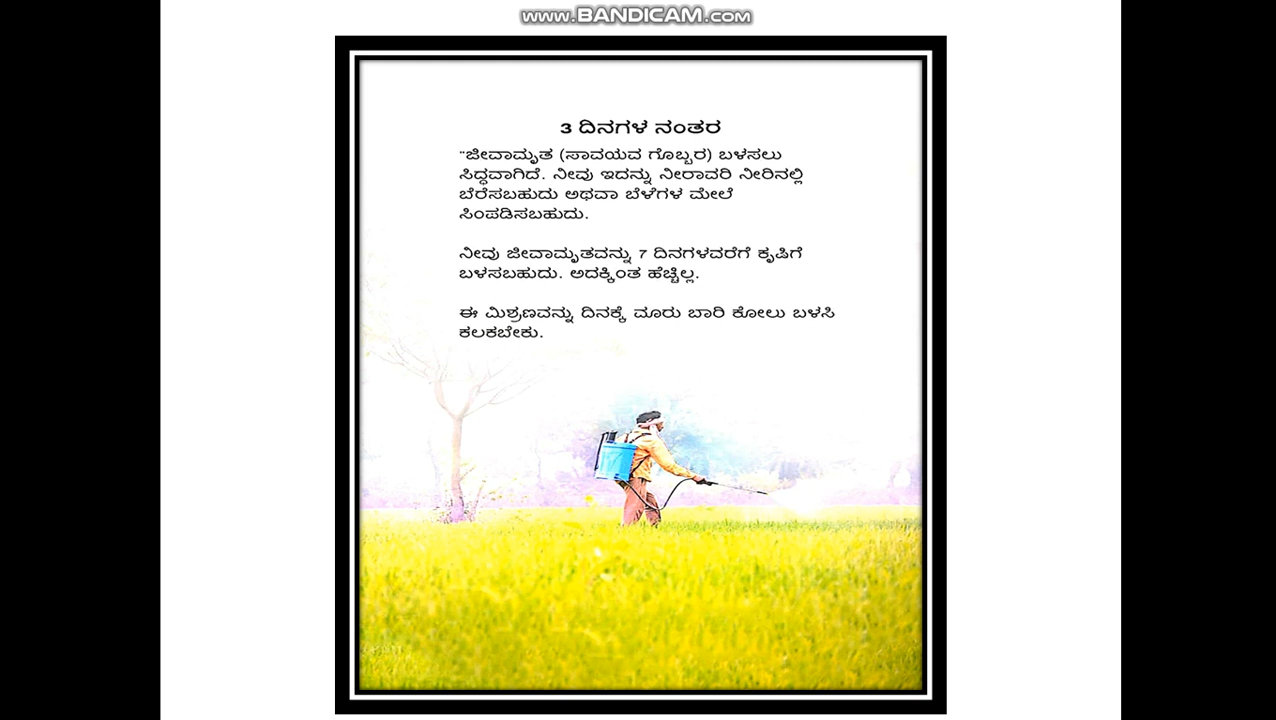 www.BANDICAM.com
3 ದಿನಗಳ ನಂತರ
"ಜೀವಾಮೃತ (ಸಾವಯವ ಗೊಬ್ಬರ) ಬಳಸಲು
ಸಿದ್ಧವಾಗಿದೆ. ನೀವು ಇದನ್ನು ನೀರಾವರಿ ನೀರಿನಲ್ಲಿ
ಬೆರೆಸಬಹುದು ಅಥವಾ ಬೆಳೆಗಳ ಮೇಲೆ
ಸಿಂಪಡಿಸಬಹುದು.
ನೀವು ಜೀವಾಮೃತವನ್ನು 7 ದಿನಗಳವರೆಗೆ ಕೃಷಿಗೆ
ಬಳಸಬಹುದು. ಅದಕ್ಕಿಂತ ಹೆಚ್ಚಿಲ್ಲ.
ಈ ಮಿಶ್ರಣವನ್ನು ದಿನಕ್ಕೆ ಮೂರು ಬಾರಿ ಕೋಲು ಬಳಸಿ
ಕಲಕಬೇಕು.